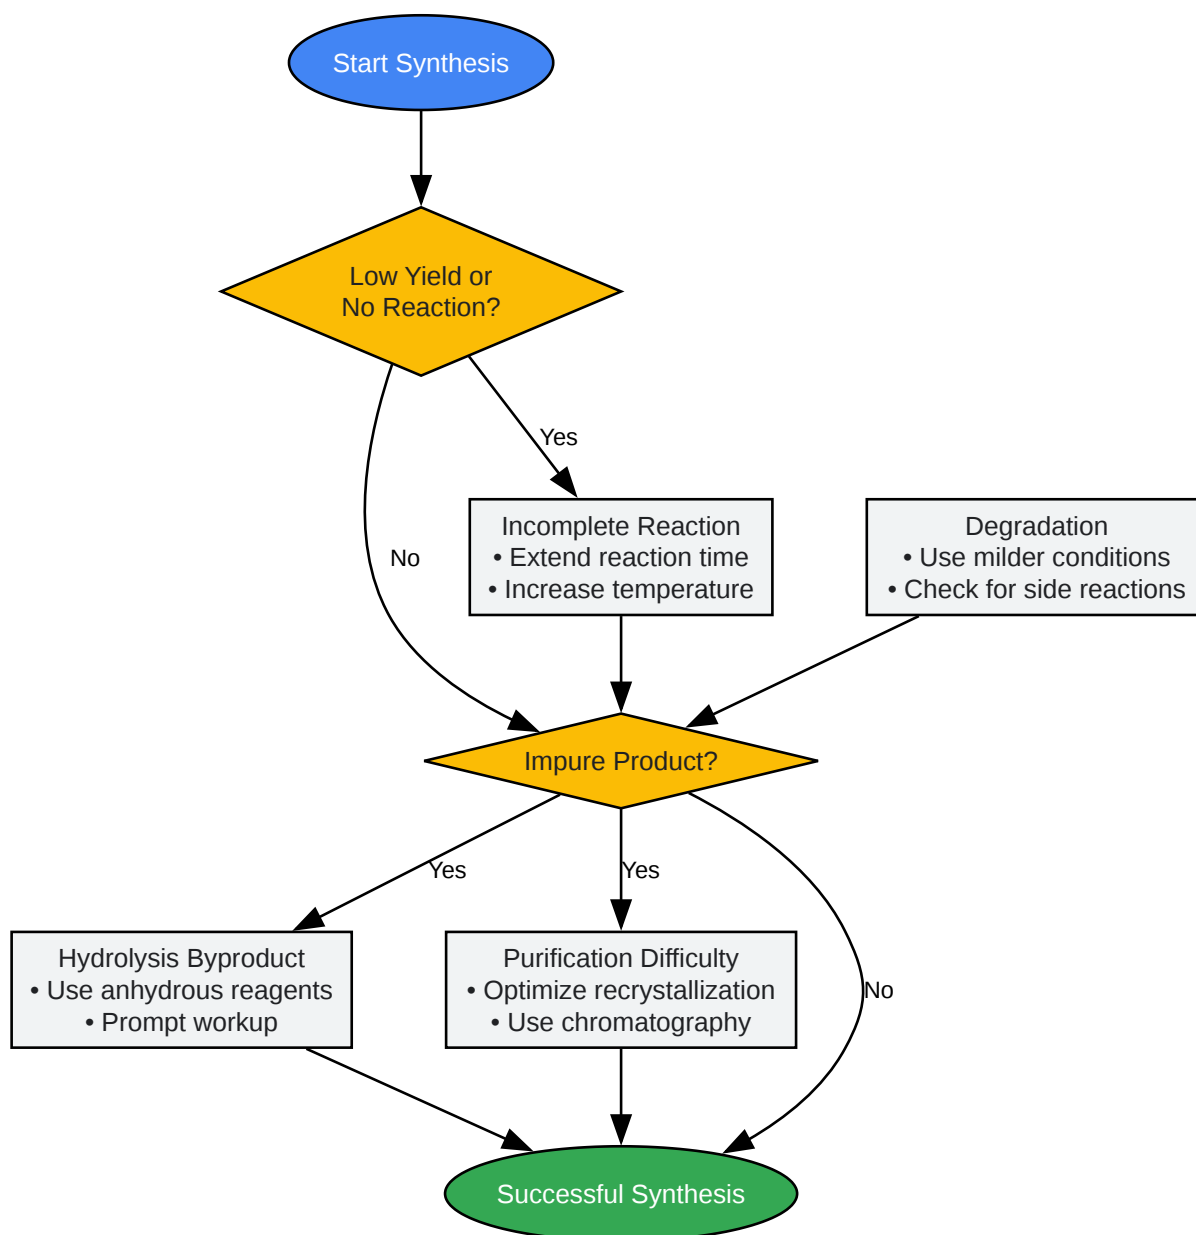 Start Synthesis
Low Yield or
No Reaction?
Yes
No
Incomplete Reaction
• Extend reaction time
• Increase temperature
Degradation
• Use milder conditions
• Check for side reactions
Impure Product?
Yes
Yes
No
Hydrolysis Byproduct
• Use anhydrous reagents
• Prompt workup
Purification Difficulty
• Optimize recrystallization
• Use chromatography
Successful Synthesis